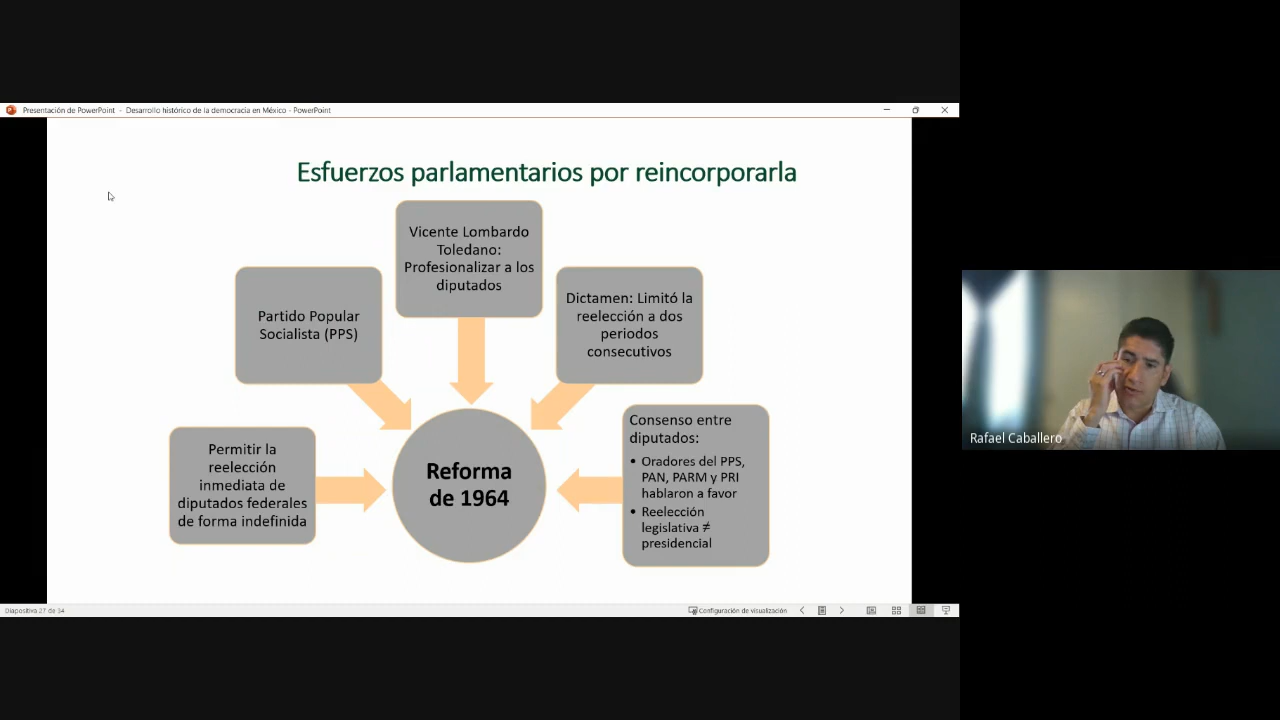 Presentación de PowerPoint - Desarrollo histórico de la democracia en México - PowerPoint
Esfuerzos parlamentarios por reincorporarla
Vicente Lombardo
Toledano:
Profesionalizar a los
diputados
Partido Popular
Socialista (PPS)
Dictamen: Limitó la
reelección a dos
periodos
consecutivos
Permitir la
reelección
inmediata de
diputados federales
de forma indefinida
Reforma
de 1964
Consenso entre
diputados:
• Oradores del PPS,
PAN, PARM y PRI
hablaron a favor
• Reelección
legislativa ≠
presidencial
Rafael Caballero
Diapositiva 27 de 34
Configuración de visualización